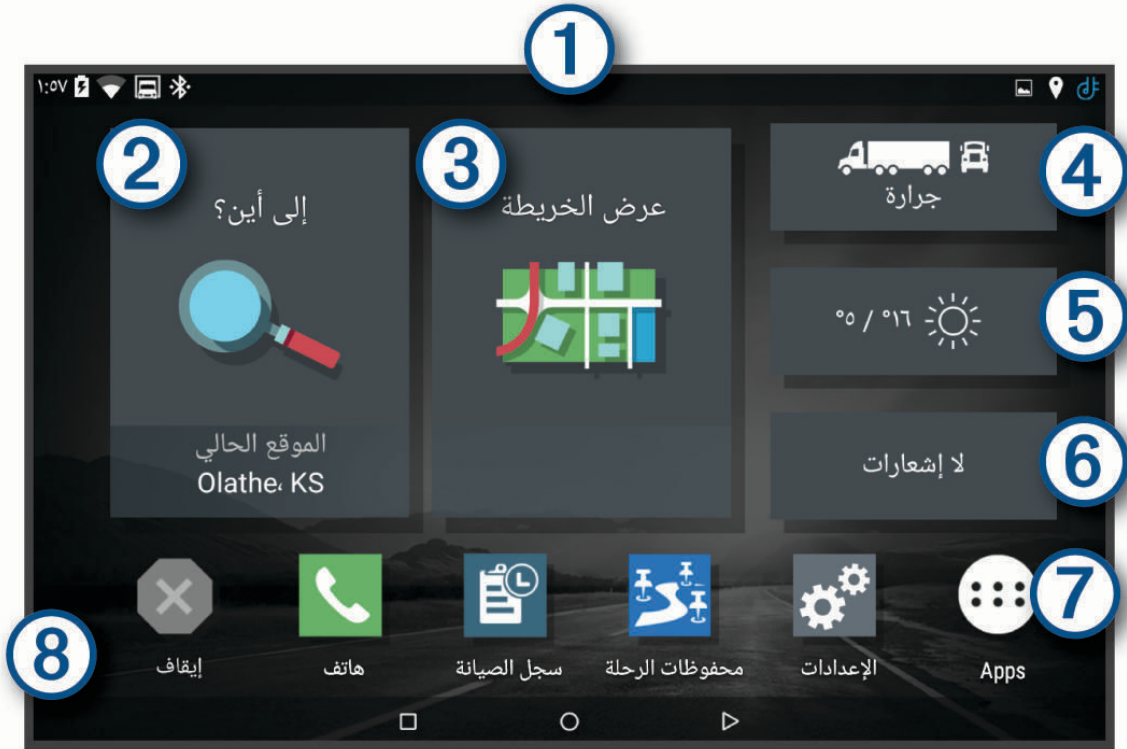 1
١:٥٧
2
إلى أين؟
الموقع الحالي
Olathe، KS
3
عرض الخريطة
4
جرارة
5
١٦° / ٥°
6
لا إشعارات
7
Apps
الإعدادات
محفوظات الرحلة
سجل الصيانة
هاتف
إيقاف
8